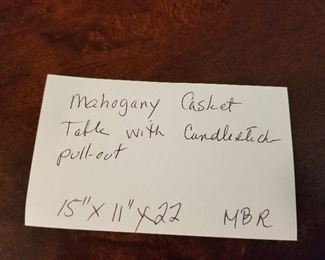 Mahogany Casket
Table with Candlestick
pull-out
15" x 11" x 22 MBR